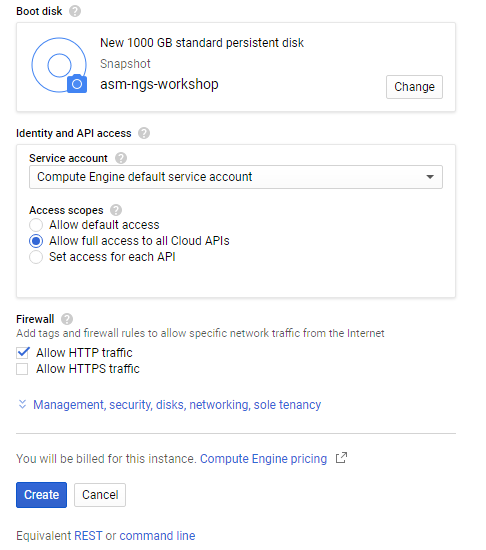 Boot disk
New 1000 GB standard persistent disk
Snapshot
asm-ngs-workshop
Change
Identity and API access
Service account
Compute Engine default service account
Access scopes
Allow default access
Allow full access to all Cloud APIs
Set access for each API
Firewall
Add tags and firewall rules to allow specific network traffic from the Internet
Allow HTTP traffic
Allow HTTPS traffic
Management, security, disks, networking, sole tenancy
You will be billed for this instance. Compute Engine pricing
Create Cancel
Equivalent REST or command line